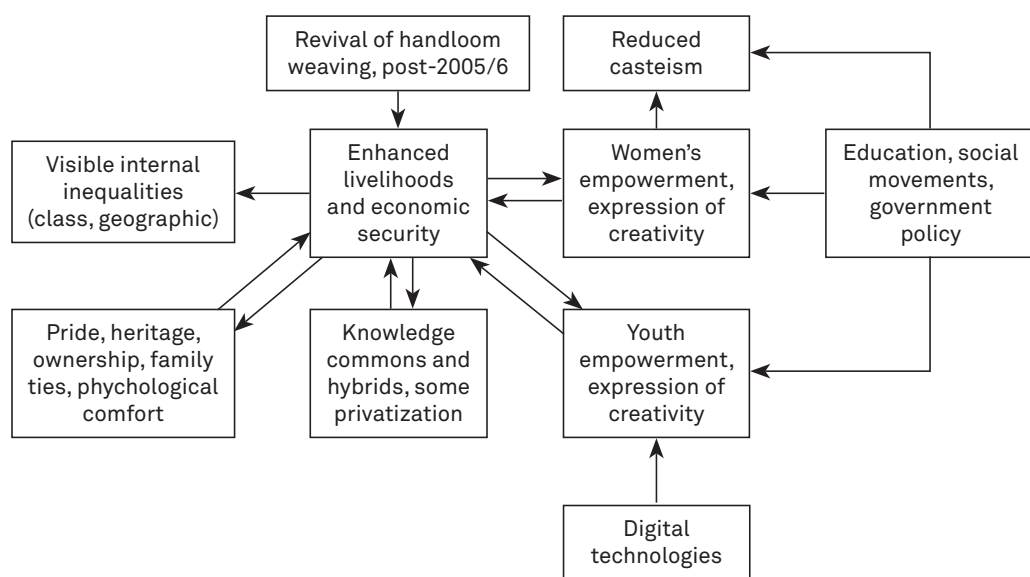 Revival of handloom
weaving, post-2005/6
Reduced
casteism
Visible internal
inequalities
(class, geographic)
Enhanced
livelihoods
and economic
security
Women's
empowerment,
expression of
creativity
Education, social
movements,
government
policy
Pride, heritage,
ownership, family
ties, phychological
comfort
Knowledge
commons and
hybrids, some
privatization
Youth
empowerment,
expression of
creativity
Digital
technologies